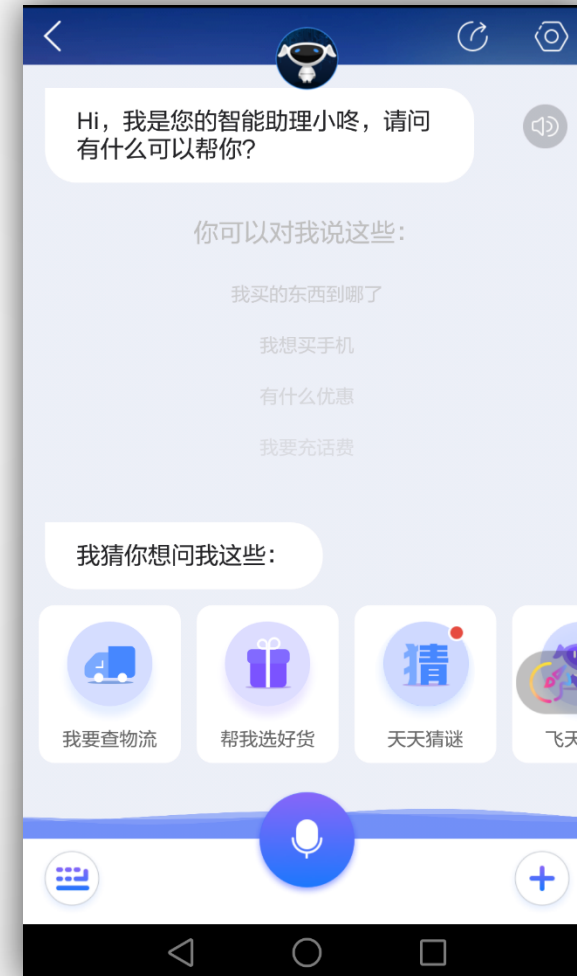 Hi，我是您的智能助理小咚，请问
有什么可以帮你?
你可以对我说这些：
我买的东西到哪了
我想买手机
有什么优惠
我要充话费
我猜你想问我这些：
猜
我要查物流
帮我选好货
天天猜谜
飞天